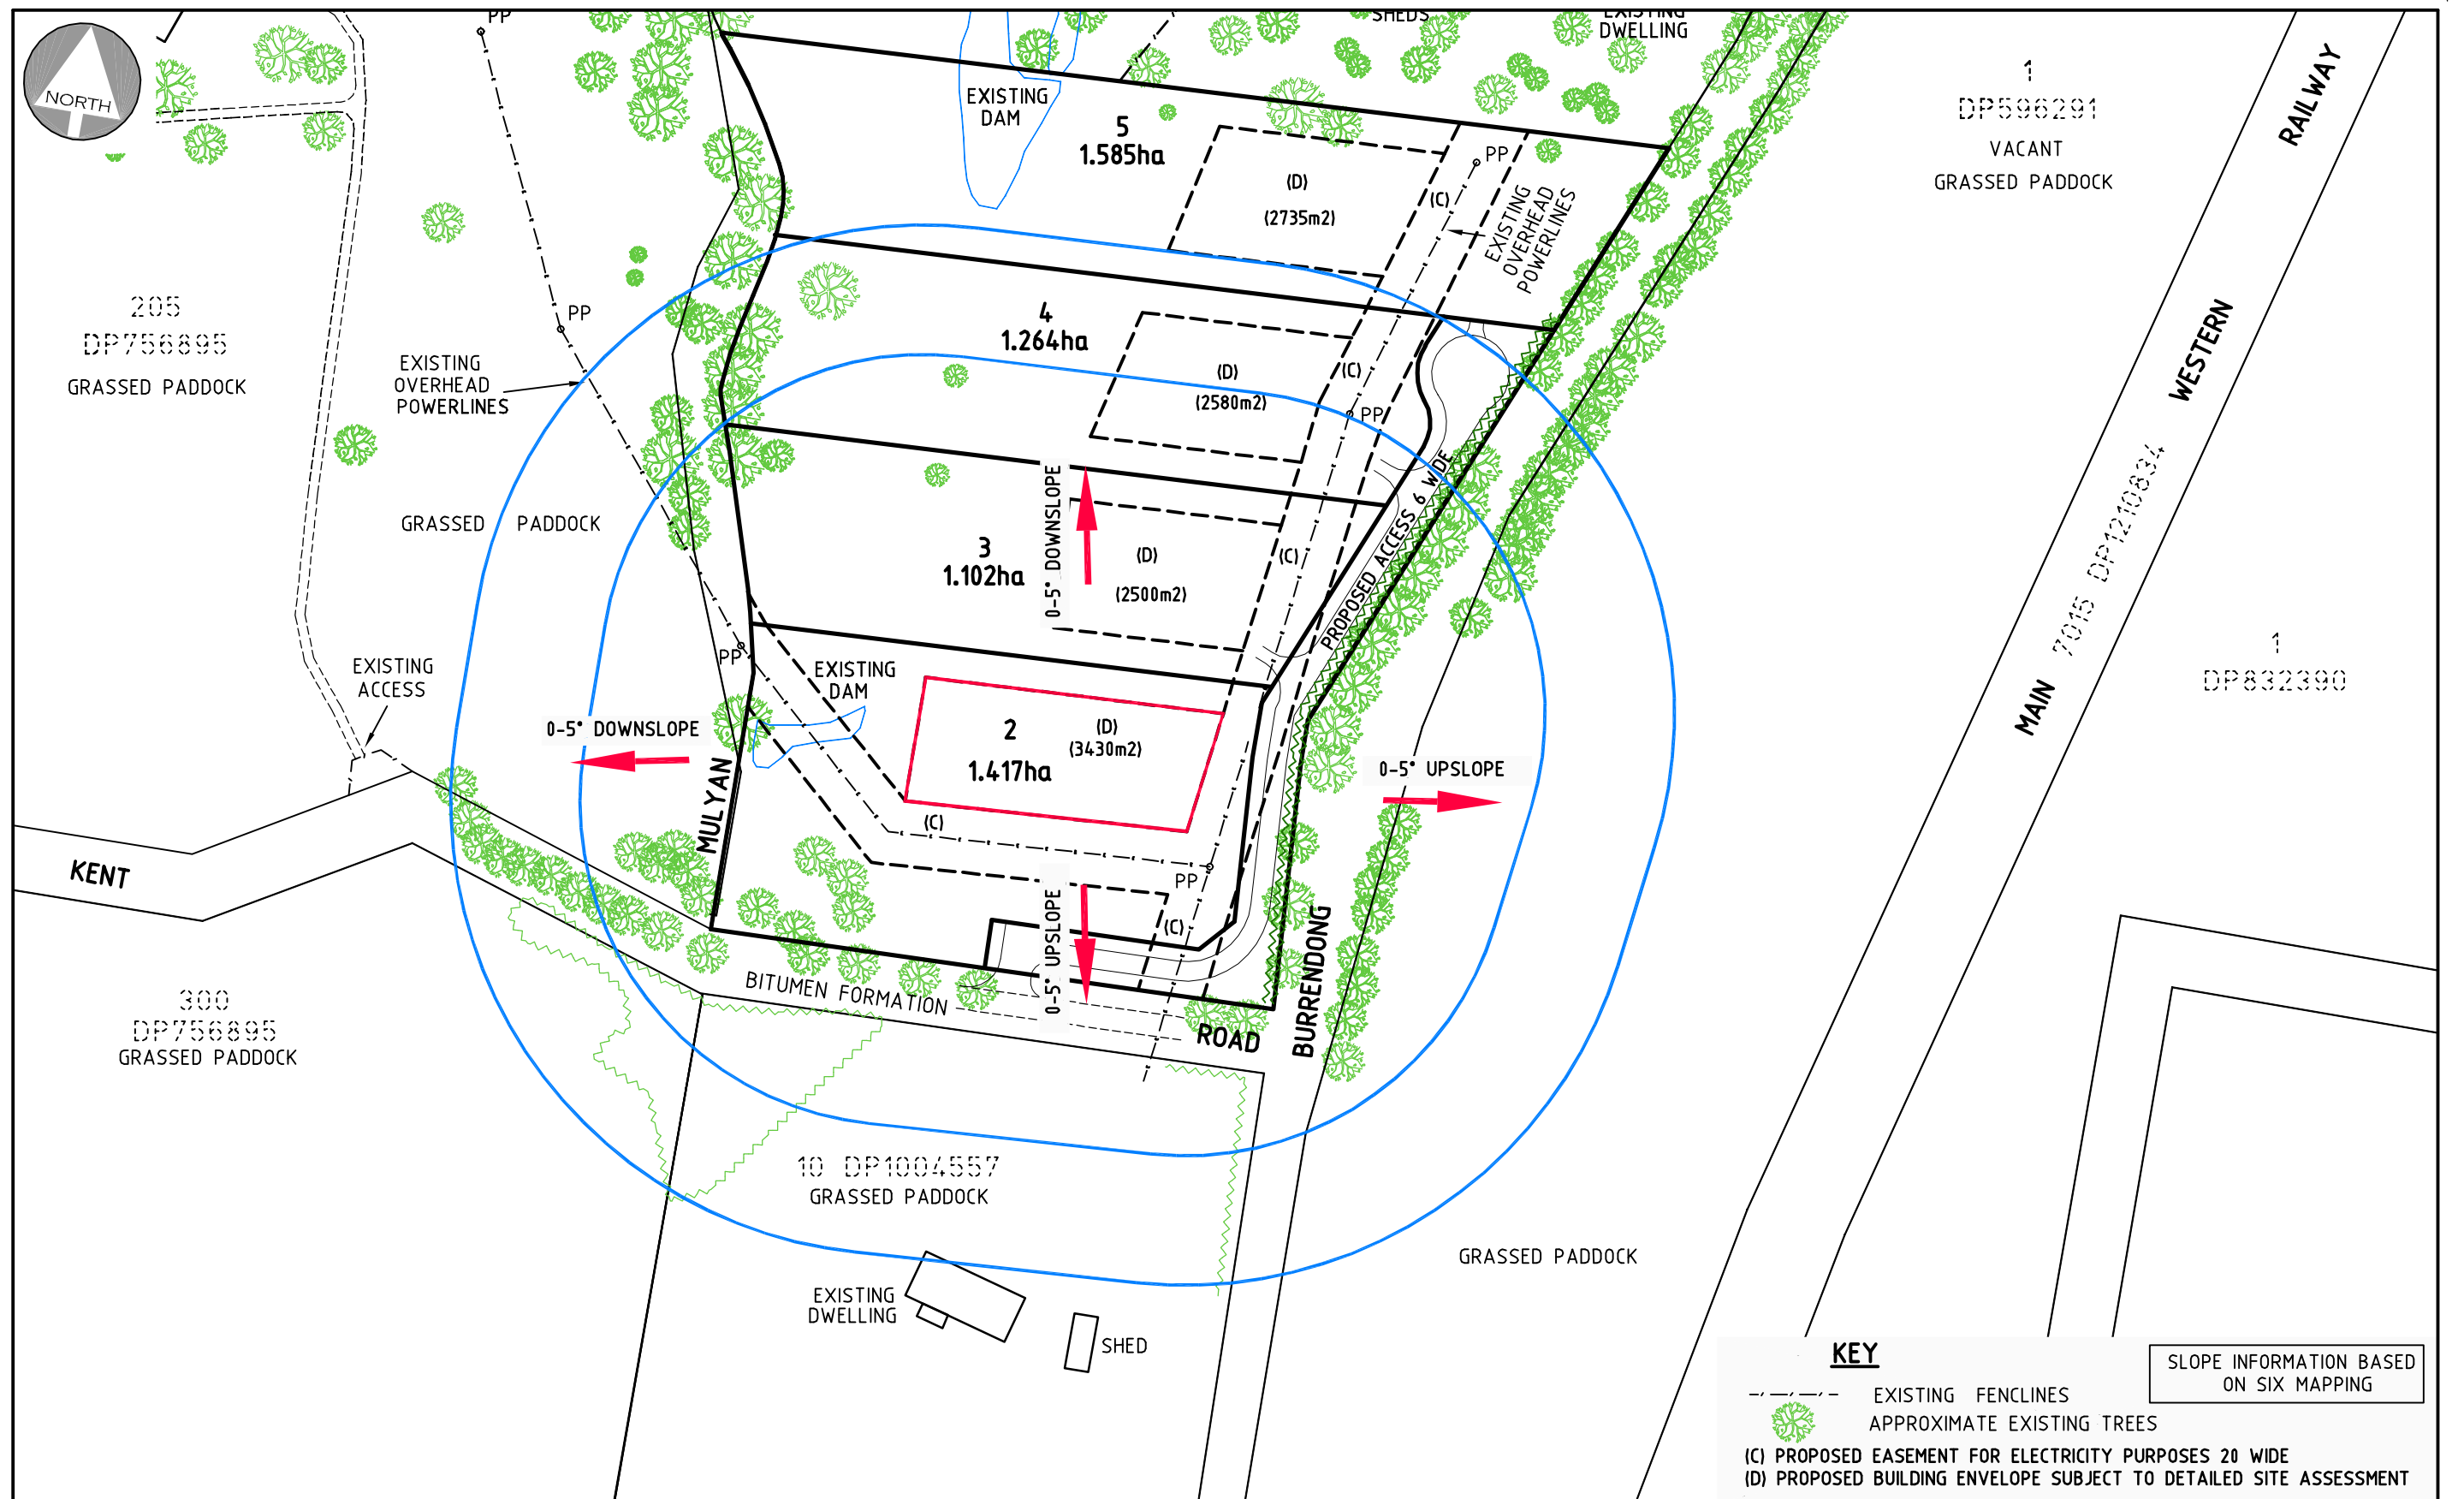 PP
SHEDS
EXISTING
DWELLING
NORTH
EXISTING
DAM
5
1.585ha
(D)
(2735m2)
PP
(C)
EXISTING
OVERHEAD
POWERLINES
1
DP596291
VACANT
GRASSED PADDOCK
RAILWAY
WESTERN
MAIN
7015 DP1210834
205
DP756895
GRASSED PADDOCK
PP
EXISTING
OVERHEAD
POWERLINES
4
1.264ha
(D)
(2580m2)
(C)
PP
GRASSED PADDOCK
0-5° DOWNSLOPE
3
1.102ha
(D)
(2500m2)
(C)
PROPOSED ACCESS 6 WIDE
1
DP832390
EXISTING
ACCESS
PP
EXISTING
DAM
0-5° DOWNSLOPE
2
1.417ha
(D)
(3430m2)
0-5° UPSLOPE
MULYAN
KENT
(C)
PP
0-5° UPSLOPE
(C)
BITUMEN FORMATION
ROAD
BURRENDONG
300
DP756895
GRASSED PADDOCK
10 DP1004557
GRASSED PADDOCK
GRASSED PADDOCK
EXISTING
DWELLING
SHED
KEY
SLOPE INFORMATION BASED
ON SIX MAPPING
EXISTING FENCLINES
APPROXIMATE EXISTING TREES
(C) PROPOSED EASEMENT FOR ELECTRICITY PURPOSES 20 WIDE
(D) PROPOSED BUILDING ENVELOPE SUBJECT TO DETAILED SITE ASSESSMENT